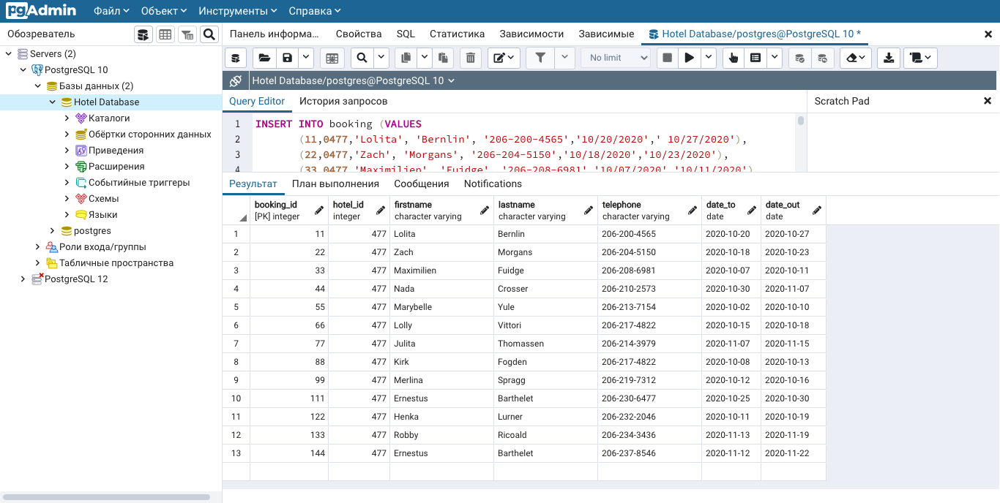 pgAdmin Файл Объект Инструменты Справка
Обозреватель
Панель информа... Свойства SQL Статистика Зависимости Зависимые Hotel Database/postgres@PostgreSQL 10 *
Servers (2)
PostgreSQL 10
Базы данных (2)
Hotel Database
Каталоги
Обёртки сторонних данных
Приведения
Расширения
Событийные триггеры
Схемы
Языки
postgres
Роли входа/группы
Табличные пространства
PostgreSQL 12
No limit
Hotel Database/postgres@PostgreSQL 10
Query Editor История запросов
Scratch Pad
1 INSERT INTO booking (VALUES
2 (11,0477,'Lolita', 'Bernlin', '206-200-4565','10/20/2020',' 10/27/2020'),
3 (22,0477,'Zach', 'Morgans', '206-204-5150','10/18/2020','10/23/2020'),
4 (33,0477,'Maximilien', 'Fuidge', '206-208-6981','10/07/2020','10/11/2020')
Результат План выполнения Сообщения Notifications
booking_id hotel_id firstname lastname telephone date_to date_out
[PK] integer integer character varying character varying character varying date date
1 11 477 Lolita Bernlin 206-200-4565 2020-10-20 2020-10-27
2 22 477 Zach Morgans 206-204-5150 2020-10-18 2020-10-23
3 33 477 Maximilien Fuidge 206-208-6981 2020-10-07 2020-10-11
4 44 477 Nada Crosser 206-210-2573 2020-10-30 2020-11-07
5 55 477 Marybelle Yule 206-213-7154 2020-10-02 2020-10-10
6 66 477 Lolly Vittori 206-217-4822 2020-10-15 2020-10-18
7 77 477 Julita Thomassen 206-214-3979 2020-11-07 2020-11-15
8 88 477 Kirk Fogden 206-217-4822 2020-10-08 2020-10-13
9 99 477 Merlina Spragg 206-219-7312 2020-10-12 2020-10-16
10 111 477 Ernestus Barthelet 206-230-6477 2020-10-25 2020-10-30
11 122 477 Henka Lurner 206-232-2046 2020-10-11 2020-10-19
12 133 477 Robby Ricoald 206-234-3436 2020-11-13 2020-11-19
13 144 477 Ernestus Barthelet 206-237-8546 2020-11-12 2020-11-22